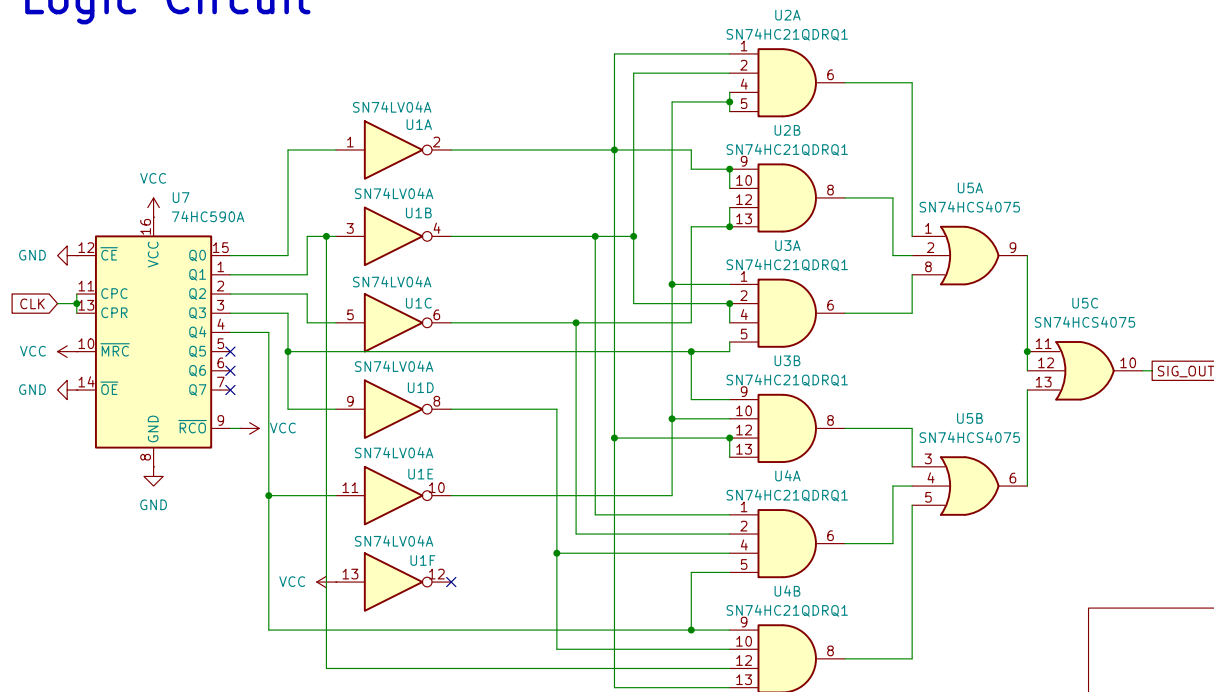 Logic Circuit
U2A
SN74HC21QDRQ1
1
2
4
5
6
SN74LV04A
U1A
1
2
U2B
SN74HC21QDRQ1
9
10
12
13
8
VCC
U7
74HC590A
16
VCC
GND
12
CE
Q0
15
Q1
1
CLK
11
CPC
13
CPR
Q2
2
Q3
3
Q4
4
VCC
10
MRC
Q5
5
Q6
6
GND
14
OE
Q7
7
GND
8
RCO
9
VCC
GND
SN74LV04A
U1B
3
4
U5A
SN74HCS4075
1
2
8
9
U3A
SN74HC21QDRQ1
1
2
4
5
6
SN74LV04A
U1C
5
6
U5C
SN74HCS4075
11
12
13
10
SIG_OUT
SN74LV04A
U1D
9
8
U3B
SN74HC21QDRQ1
9
10
12
13
8
U5B
SN74HCS4075
3
4
5
6
SN74LV04A
U1E
11
10
U4A
SN74HC21QDRQ1
1
2
4
5
6
SN74LV04A
U1F
VCC
13
12
U4B
SN74HC21QDRQ1
9
10
12
13
8